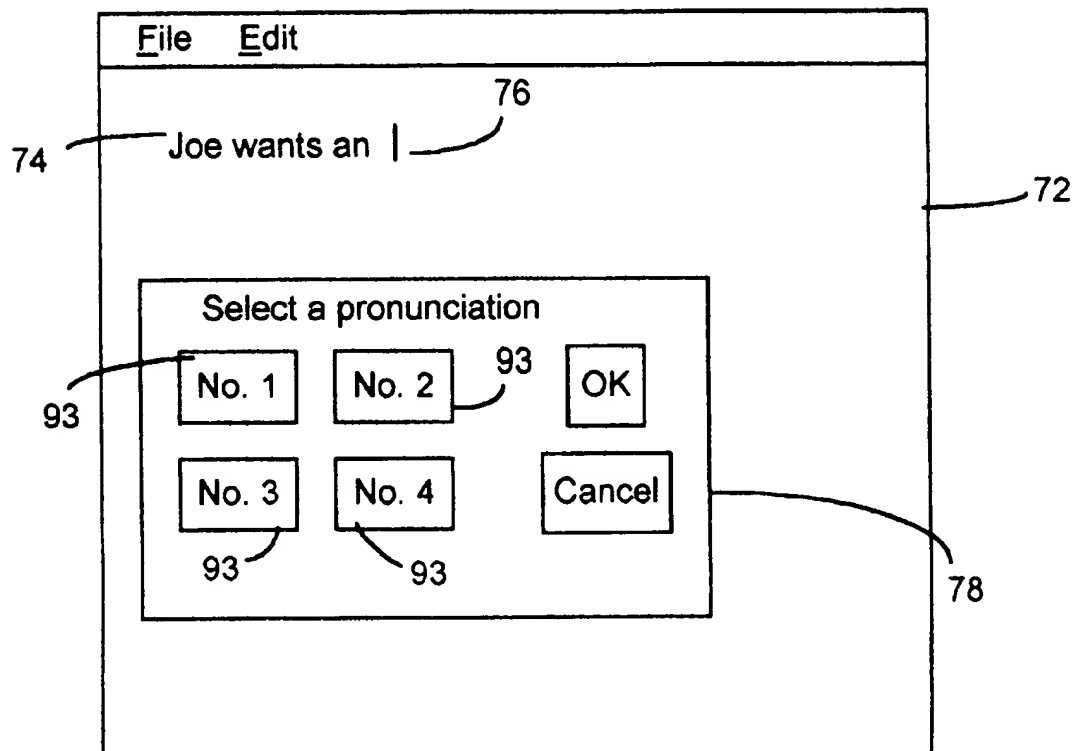 File Edit
76
74 Joe wants an
72
Select a pronunciation
93 No. 1 No. 2 93 OK
No. 3 No. 4 Cancel
93 93
78